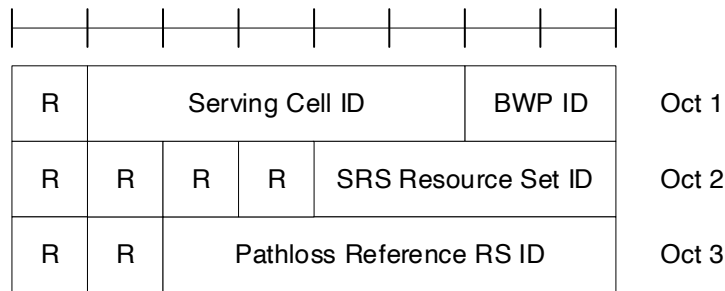 R Serving Cell ID BWP ID Oct 1
R R R R SRS Resource Set ID Oct 2
R R Pathloss Reference RS ID Oct 3